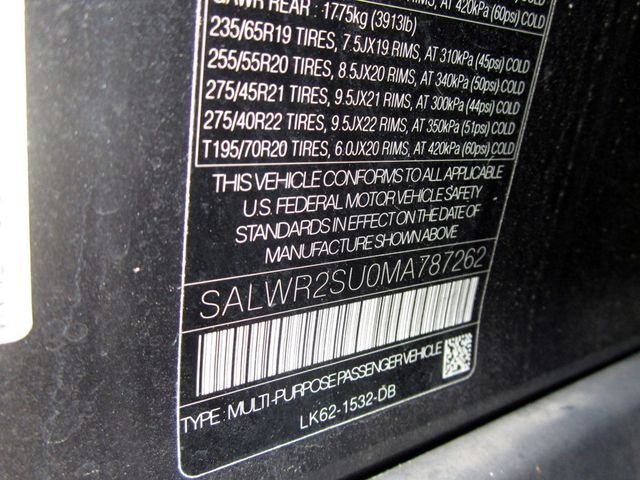 AT 420kPa (60psi) COLD
GAWR REAR : 1775kg (3913lb)
235/65R19 TIRES, 7.5JX19 RIMS, AT 310kPa (45psi) COLD
255/55R20 TIRES, 8.5JX20 RIMS, AT 340kPa (50psi) COLD
275/45R21 TIRES, 9.5JX21 RIMS, AT 300kPa (44psi) COLD
275/40R22 TIRES, 9.5JX22 RIMS, AT 350kPa (51psi) COLD
T195/70R20 TIRES, 6.0JX20 RIMS, AT 420kPa (60psi) COLD
THIS VEHICLE CONFORMS TO ALL APPLICABLE
U.S. FEDERAL MOTOR VEHICLE SAFETY
STANDARDS IN EFFECT ON THE DATE OF
MANUFACTURE SHOWN ABOVE
SALWR2SU0MA787262
TYPE : MULTI-PURPOSE PASSENGER VEHICLE
LK62-1532-DB